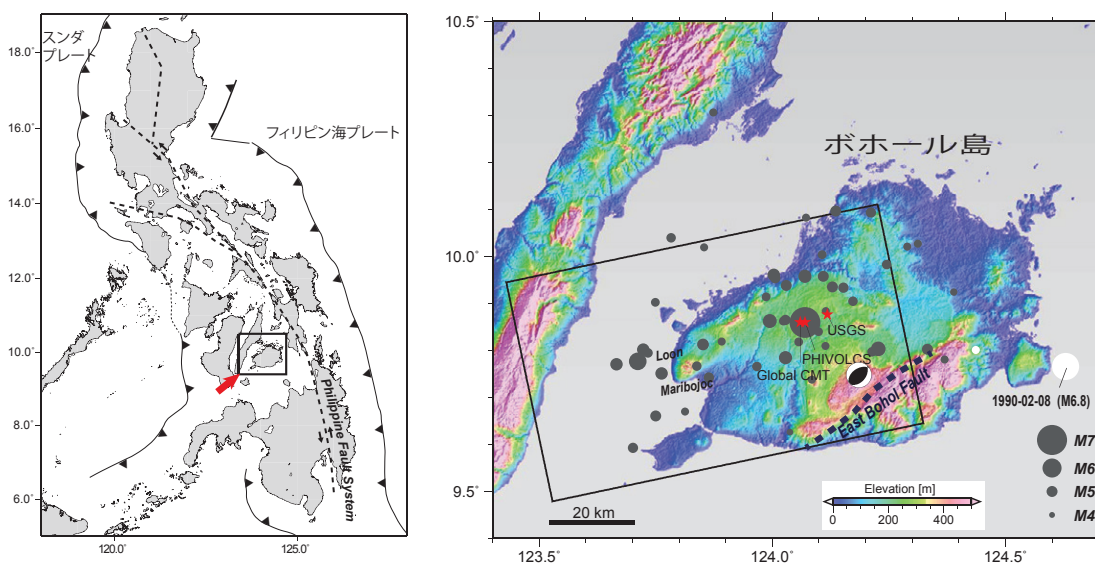 スンダ
プレート
フィリピン海プレート
Philippine Fault System
18.0°
16.0°
14.0°
12.0°
10.0°
8.0°
6.0°
120.0°
125.0°
ボホール島
10.5°
10.0°
9.5°
123.5°
124.0°
124.5°
USGS
PHIVOLCS
Global CMT
Loon
Maribojoc
East Bohol Fault
1990-02-08 (M6.8)
M7
M6
M5
M4
Elevation [m]
0 200 400
20 km